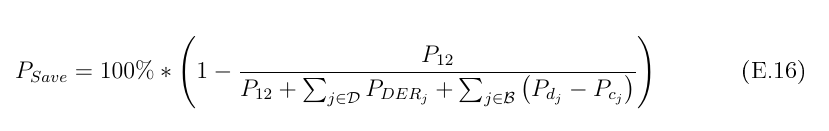 P_{Save} = 100\% * \left(1 - \frac{P_{12}}{P_{12} + \sum_{j \in \mathcal{D}} P_{DER_j} + \sum_{j \in \mathcal{B}} \left(P_{d_j} - P_{c_j}\right)}\right) (E.16)